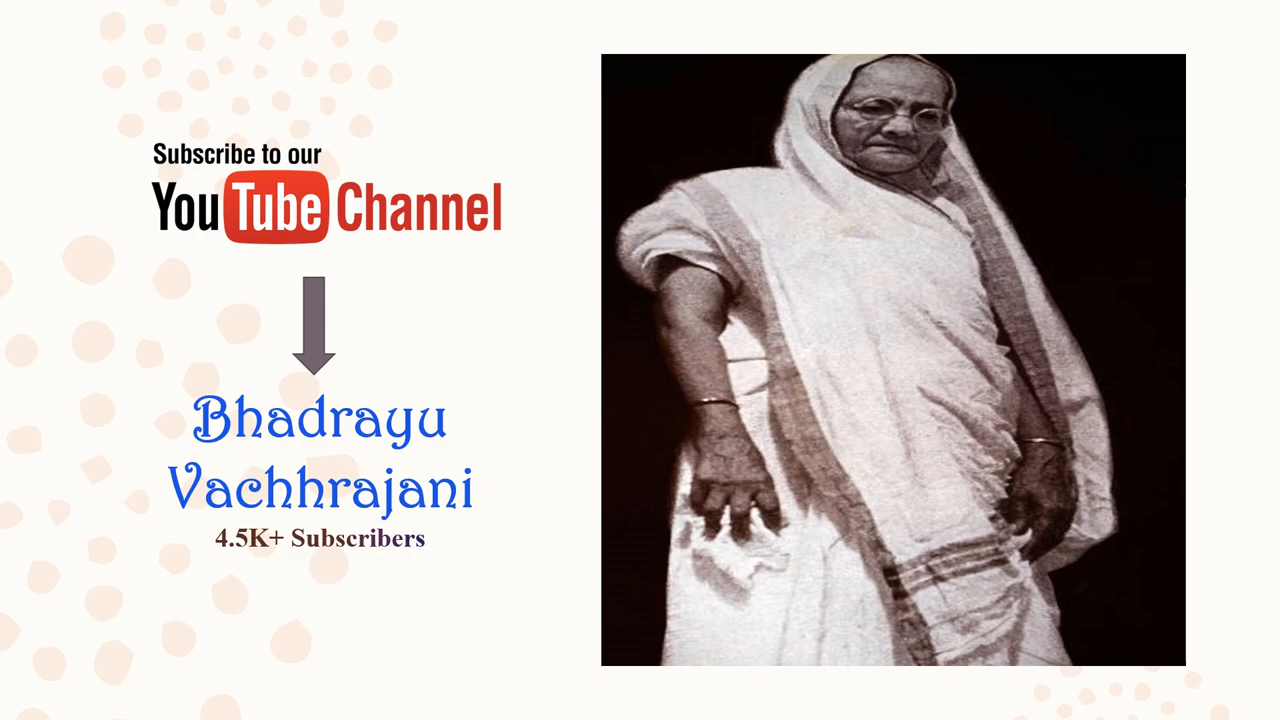 Subscribe to our
YouTube Channel
Bhadrayu
Vachhrajani
4.5K+ Subscribers